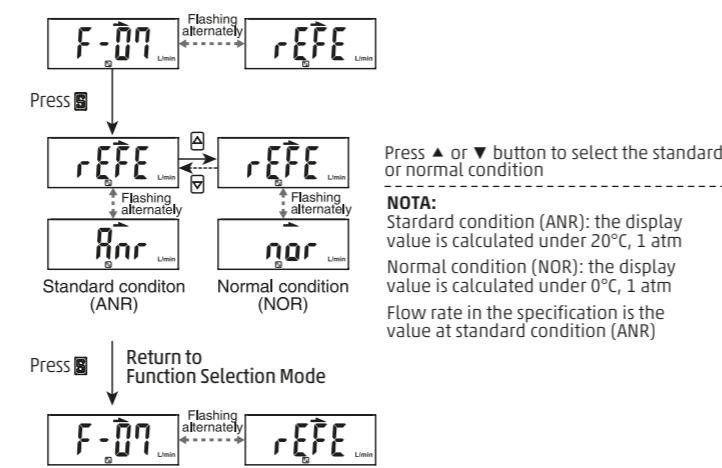 Flashing
alternately
F-07 L/min
rEFE L/min
Press S
rEFE L/min
rEFE L/min
Press ▲ or ▼ button to select the standard
or normal condition
Flashing
alternately
Flashing
alternately
NOTA:
Stardard condition (ANR): the display
value is calculated under 20°C, 1 atm
Anr L/min
nor L/min
Standard conditon
(ANR)
Normal condition
(NOR)
Normal condition (NOR): the display
value is calculated under 0°C, 1 atm
Flow rate in the specification is the
value at standard condition (ANR)
Press S
Return to
Function Selection Mode
Flashing
alternately
F-07 L/min
rEFE L/min